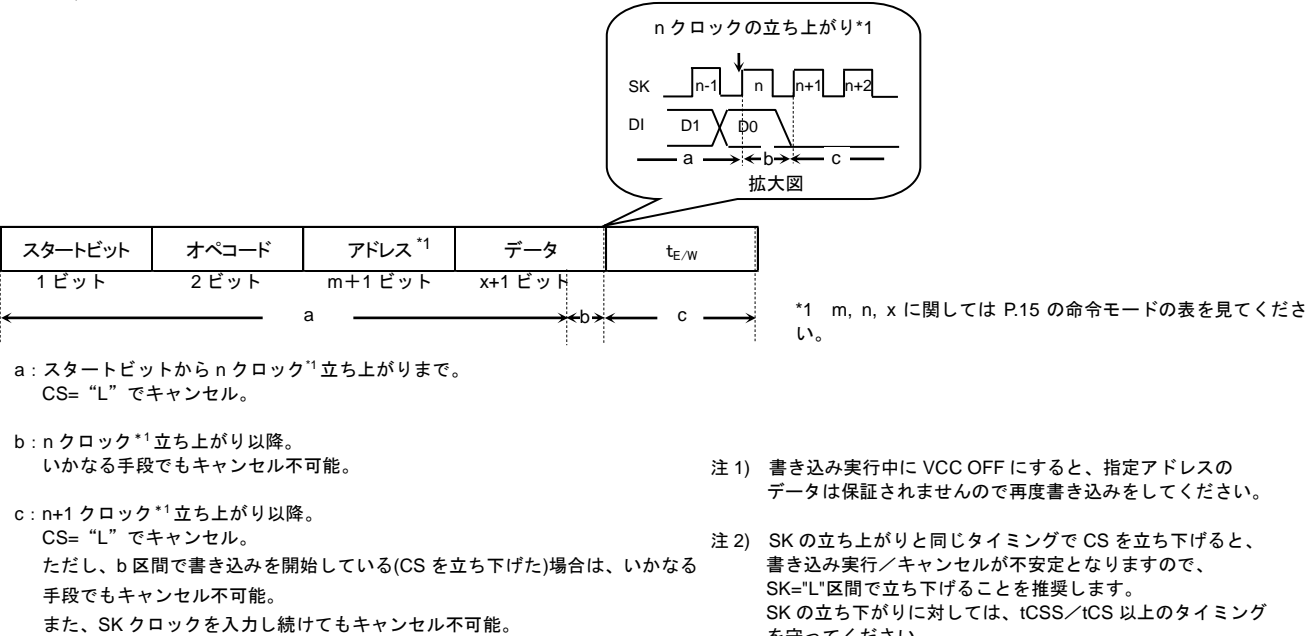 n クロックの立ち上がり*1
SK
n-1
n
n+1
n+2
DI
D1
D0
a
b
c
拡大図
スタートビット
オペコード
アドレス *1
データ
tE/W
1 ビット
2 ビット
m＋1 ビット
x+1 ビット
a
b
c
*1 m, n, x に関しては P.15 の命令モードの表を見てくださ
い。
a : スタートビットから n クロック*1 立ち上がりまで。
CS= “L” でキャンセル。
b : n クロック*1 立ち上がり以降。
いかなる手段でもキャンセル不可能。
c : n+1 クロック*1 立ち上がり以降。
CS= “L” でキャンセル。
ただし、b 区間で書き込みを開始している(CS を立ち下げた)場合は、いかなる
手段でもキャンセル不可能。
また、SK クロックを入力し続けてもキャンセル不可能。
注 1) 書き込み実行中に VCC OFF にすると、指定アドレスの
データは保証されませんので再度書き込みをしてください。
注 2) SK の立ち上がりと同じタイミングで CS を立ち下げると、
書き込み実行／キャンセルが不安定となりますので、
SK="L"区間で立ち下げることを推奨します。
SK の立ち下がりに対しては、tCSS／tCS 以上のタイミング
を守ってください